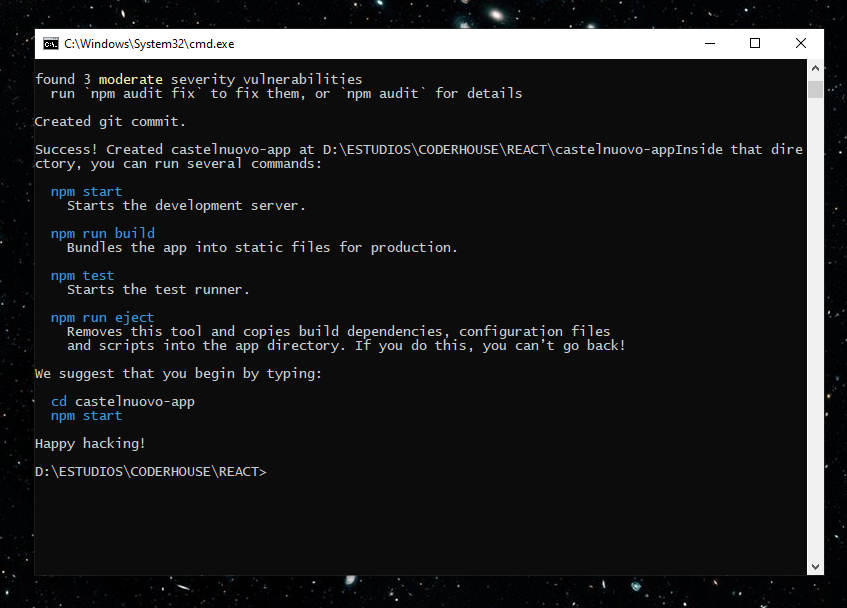 C:\Windows\System32\cmd.exe
found 3 moderate severity vulnerabilities
  run `npm audit fix` to fix them, or `npm audit` for details
Created git commit.
Success! Created castelnuovo-app at D:\ESTUDIOS\CODERHOUSE\REACT\castelnuovo-appInside that dire
ctory, you can run several commands:
  npm start
    Starts the development server.
  npm run build
    Bundles the app into static files for production.
  npm test
    Starts the test runner.
  npm run eject
    Removes this tool and copies build dependencies, configuration files
    and scripts into the app directory. If you do this, you can’t go back!
We suggest that you begin by typing:
  cd castelnuovo-app
  npm start
Happy hacking!
D:\ESTUDIOS\CODERHOUSE\REACT>